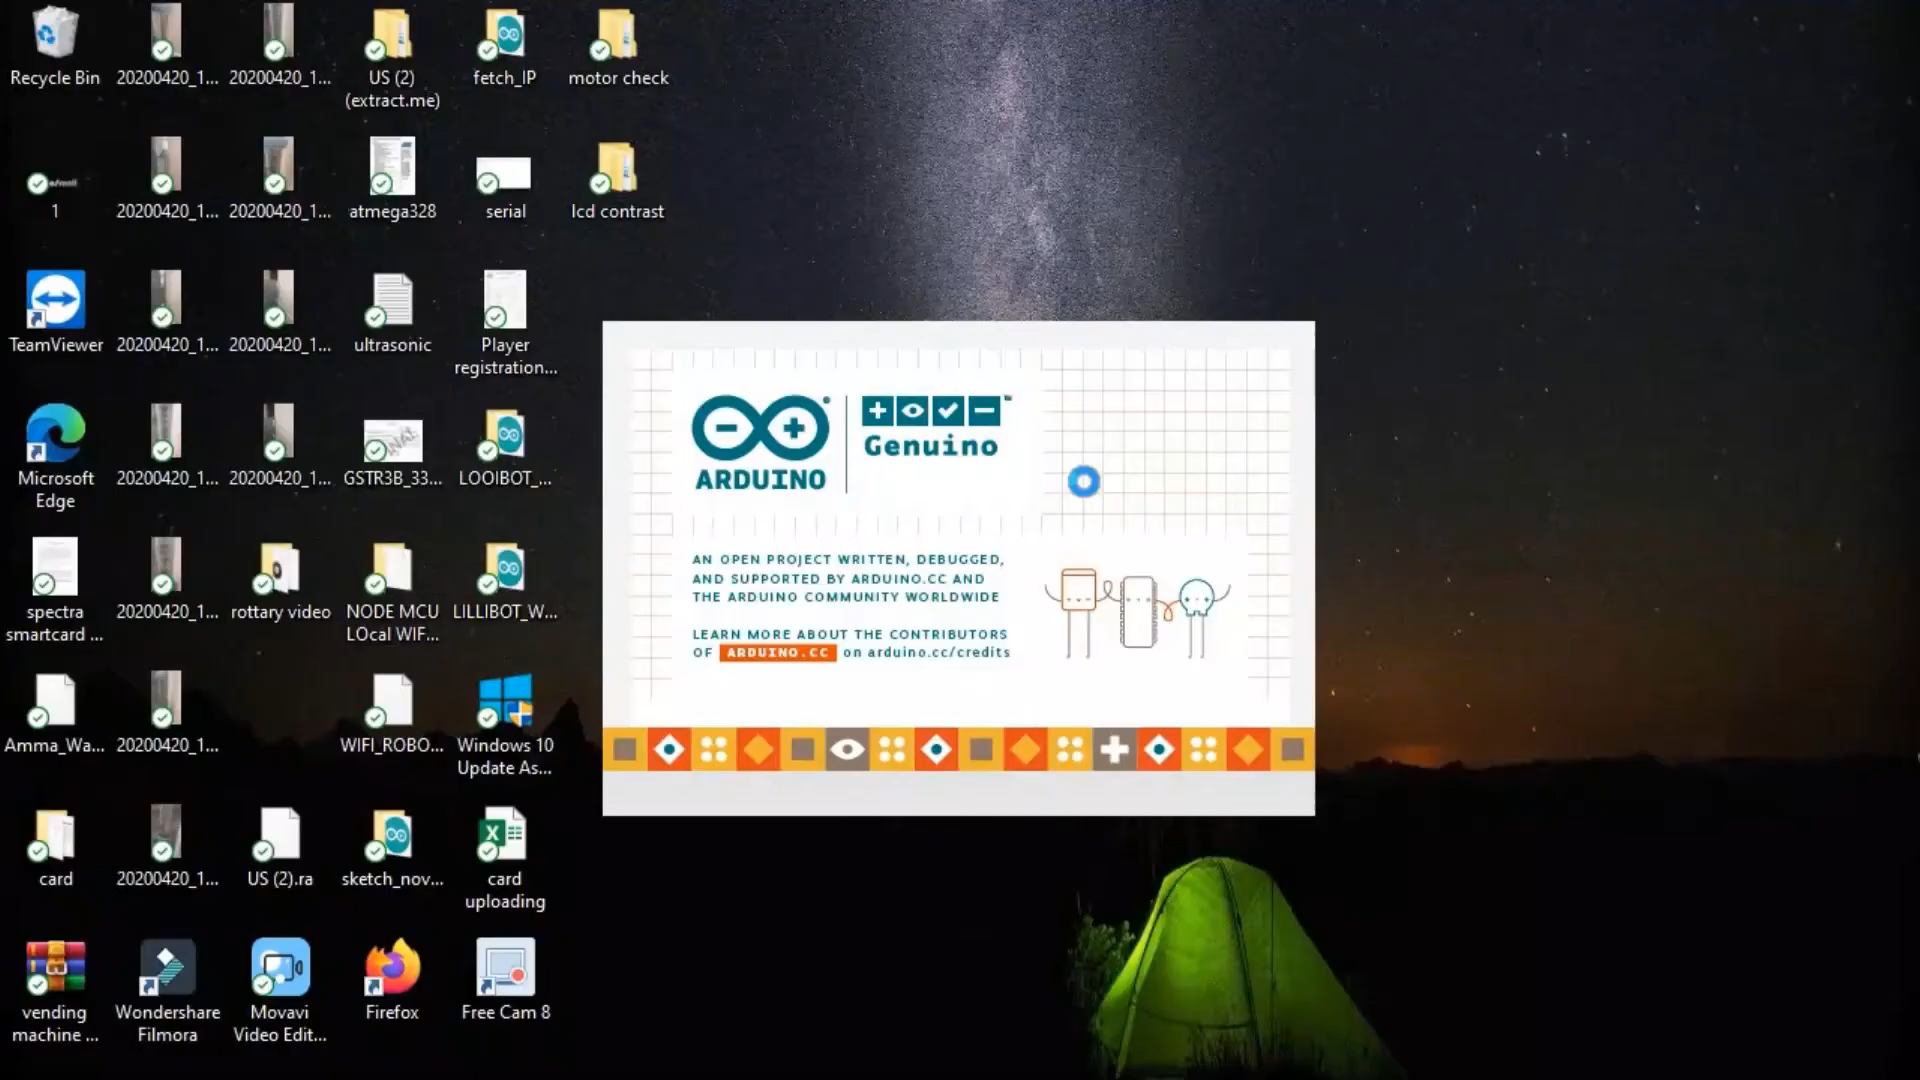 Recycle Bin
20200420_1...
20200420_1...
US (2)
(extract.me)
fetch_IP
motor check
1
20200420_1...
20200420_1...
atmega328
serial
lcd contrast
TeamViewer
20200420_1...
20200420_1...
ultrasonic
Player
registration...
Microsoft
Edge
20200420_1...
20200420_1...
GSTR3B_33...
LOOIBOT_...
spectra
smartcard ...
20200420_1...
rottary video
NODE MCU
LOcal WIF...
LILLIBOT_W...
Amma_Wa...
20200420_1...
WIFI_ROBO...
Windows 10
Update As...
card
20200420_1...
US (2).ra
sketch_nov...
card
uploading
vending
machine ...
Wondershare
Filmora
Movavi
Video Edit...
Firefox
Free Cam 8
ARDUINO
Genuino
AN OPEN PROJECT WRITTEN, DEBUGGED,
AND SUPPORTED BY ARDUINO.CC AND
THE ARDUINO COMMUNITY WORLDWIDE
LEARN MORE ABOUT THE CONTRIBUTORS
OF ARDUINO.CC on arduino.cc/credits